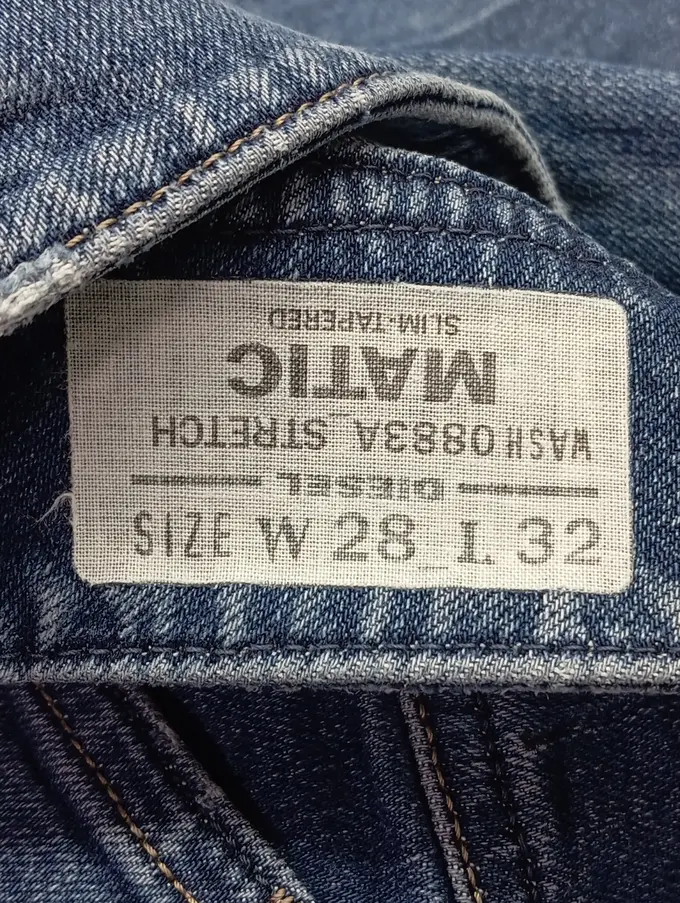 DIESEL
WASH 0883A_STRETCH
MATIC
SLIM-TAPERED
SIZE W 28_L 32